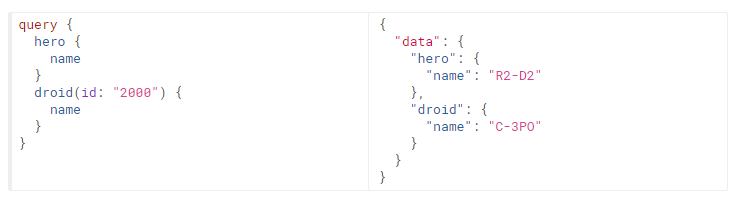 query {
  hero {
    name
  }
  droid(id: "2000") {
    name
  }
}
{
  "data": {
    "hero": {
      "name": "R2-D2"
    },
    "droid": {
      "name": "C-3PO"
    }
  }
}